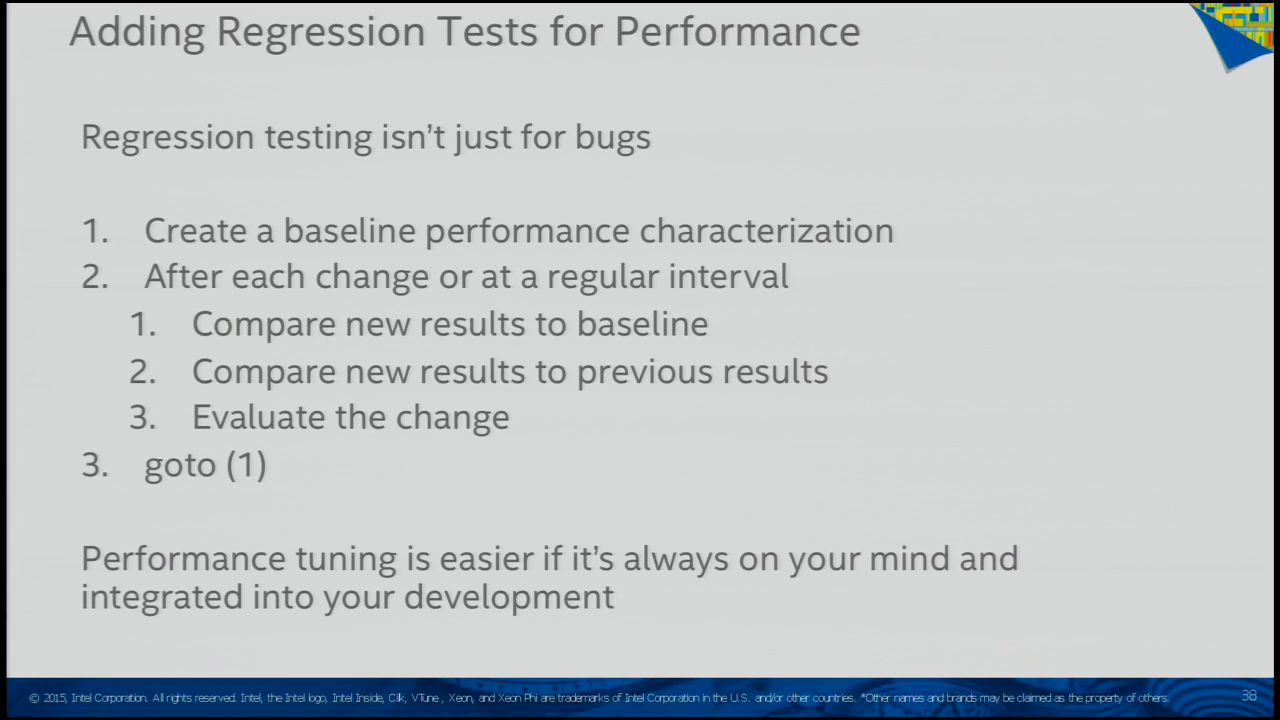 Adding Regression Tests for Performance
Regression testing isn't just for bugs
1. Create a baseline performance characterization
2. After each change or at a regular interval
1. Compare new results to baseline
2. Compare new results to previous results
3. Evaluate the change
3. goto (1)
Performance tuning is easier if it's always on your mind and
integrated into your development
© 2015, Intel Corporation. All rights reserved. Intel, the Intel logo, Intel Inside, Cilk, VTune, Xeon, and Xeon Phi are trademarks of Intel Corporation in the U.S. and/or other countries. *Other names and brands may be claimed as the property of others.
38